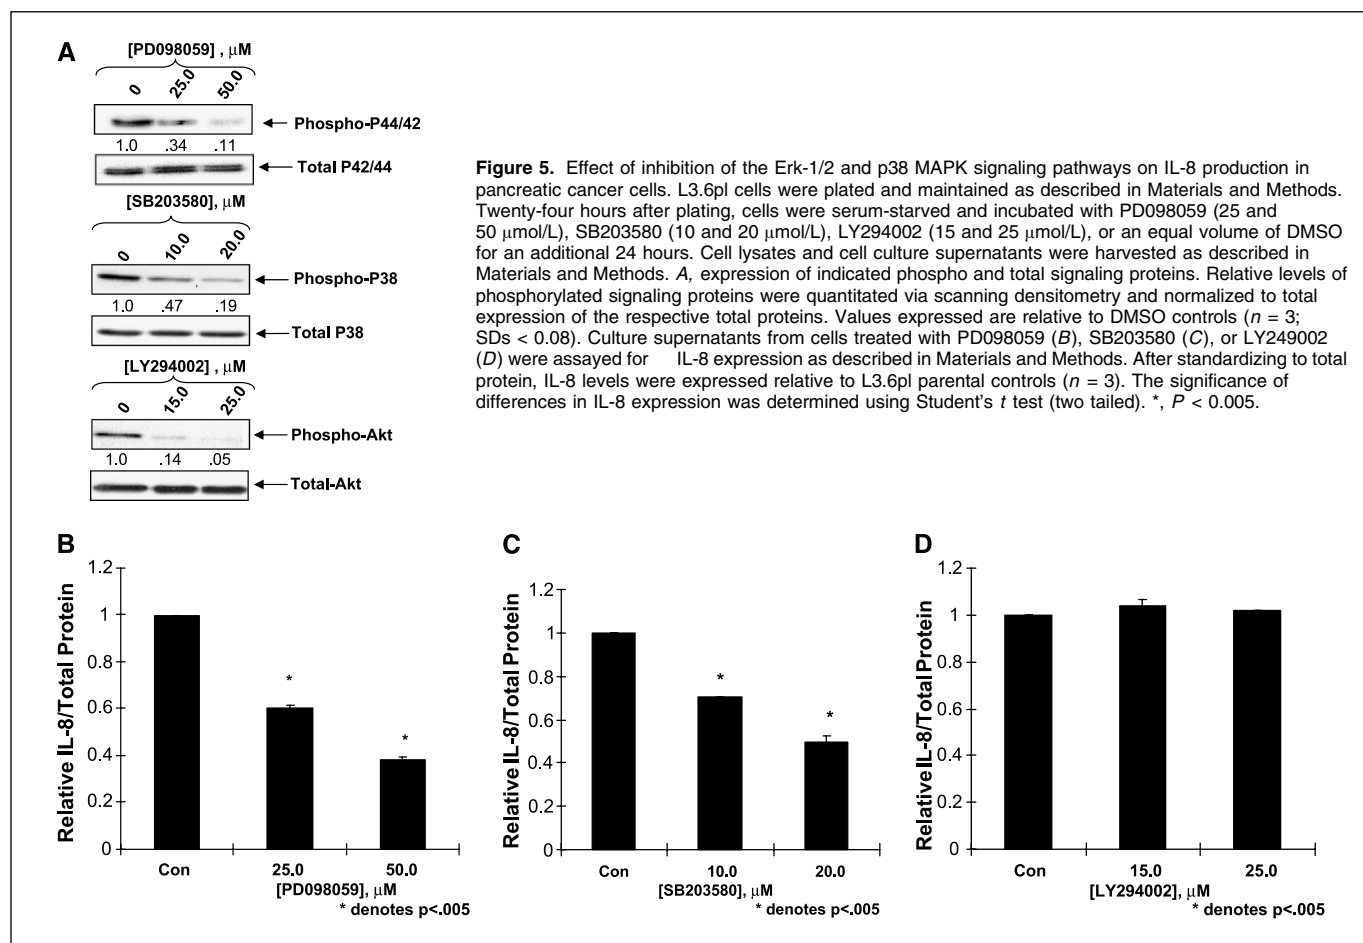 A
[PD098059] , μM
0 25.0 50.0
Phospho-P44/42
1.0 .34 .11
Total P42/44
[SB203580], μM
0 10.0 20.0
Phospho-P38
1.0 .47 .19
Total P38
[LY294002], μM
0 15.0 25.0
Phospho-Akt
1.0 .14 .05
Total-Akt
Figure 5. Effect of inhibition of the Erk-1/2 and p38 MAPK signaling pathways on IL-8 production in
pancreatic cancer cells. L3.6pl cells were plated and maintained as described in Materials and Methods.
Twenty-four hours after plating, cells were serum-starved and incubated with PD098059 (25 and
50 μmol/L), SB203580 (10 and 20 μmol/L), LY294002 (15 and 25 μmol/L), or an equal volume of DMSO
for an additional 24 hours. Cell lysates and cell culture supernatants were harvested as described in
Materials and Methods. A, expression of indicated phospho and total signaling proteins. Relative levels of
phosphorylated signaling proteins were quantitated via scanning densitometry and normalized to total
expression of the respective total proteins. Values expressed are relative to DMSO controls (n = 3;
SDs < 0.08). Culture supernatants from cells treated with PD098059 (B), SB203580 (C), or LY249002
(D) were assayed for IL-8 expression as described in Materials and Methods. After standardizing to total
protein, IL-8 levels were expressed relative to L3.6pl parental controls (n = 3). The significance of
differences in IL-8 expression was determined using Student's t test (two tailed). *, P < 0.005.
B
Relative IL-8/Total Protein
1.2
1
0.8
0.6
0.4
0.2
0
*
*
Con 25.0 50.0
[PD098059], μM
* denotes p<.005
C
Relative IL-8/Total Protein
1.2
1
0.8
0.6
0.4
0.2
0
*
*
Con 10.0 20.0
[SB203580], μM
* denotes p<.005
D
Relative IL-8/Total Protein
1.2
1
0.8
0.6
0.4
0.2
0
Con 15.0 25.0
[LY294002], μM
* denotes p<.005